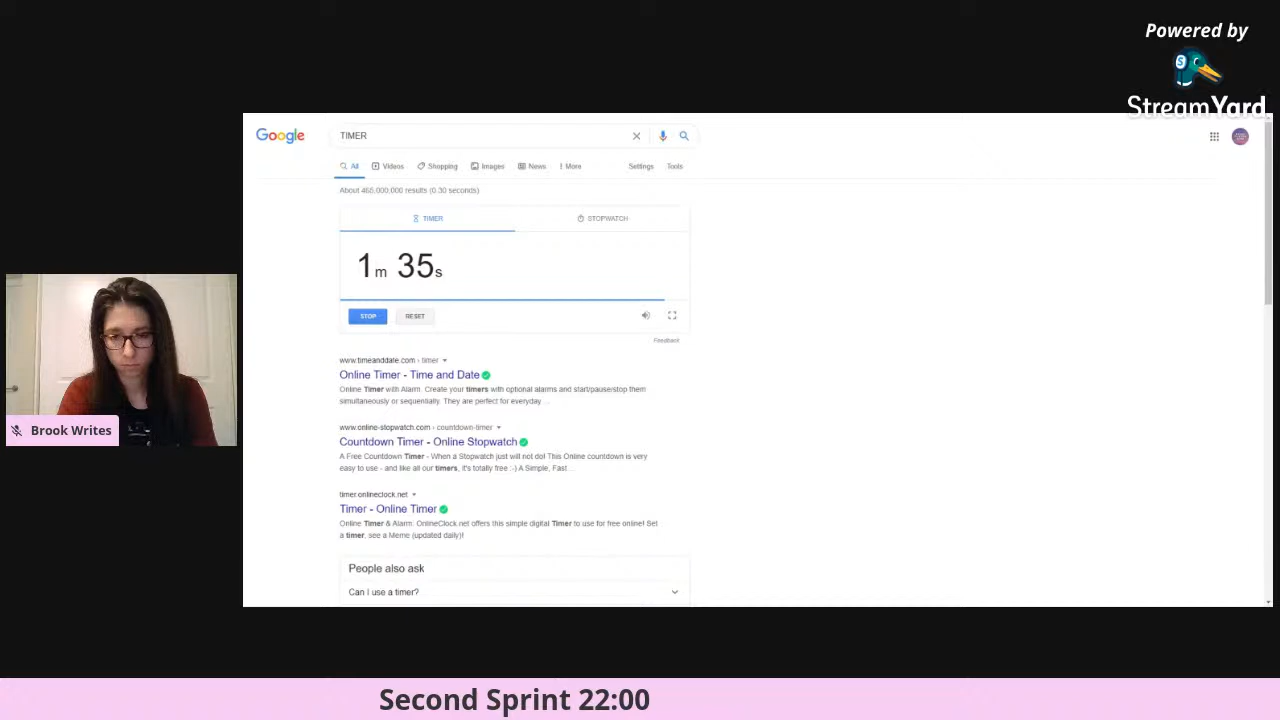 Powered by
StreamYard
Google
TIMER
All Videos Shopping Images News More Settings Tools
About 460,000,000 results (0.30 seconds)
TIMER STOPWATCH
1m 35s
STOP RESET
Feedback
www.timeanddate.com › timer
Online Timer - Time and Date
Online Timer with Alarm. Create your timers with optional alarms and start/pause/stop them
simultaneously or sequentially. They are perfect for everyday ...
www.online-stopwatch.com › countdown-timer
Countdown Timer - Online Stopwatch
A Free Countdown Timer - When a Stopwatch just will not do! This Online countdown is very
easy to use - and like all our timers, it's totally free :-) A Simple, Fast ...
timer.onlineclock.net
Timer - Online Timer
Online Timer & Alarm. OnlineClock.net offers this simple digital Timer to use for free online! Set
a timer, see a Meme (updated daily)!
People also ask
Can I use a timer?
Brook Writes
Second Sprint 22:00